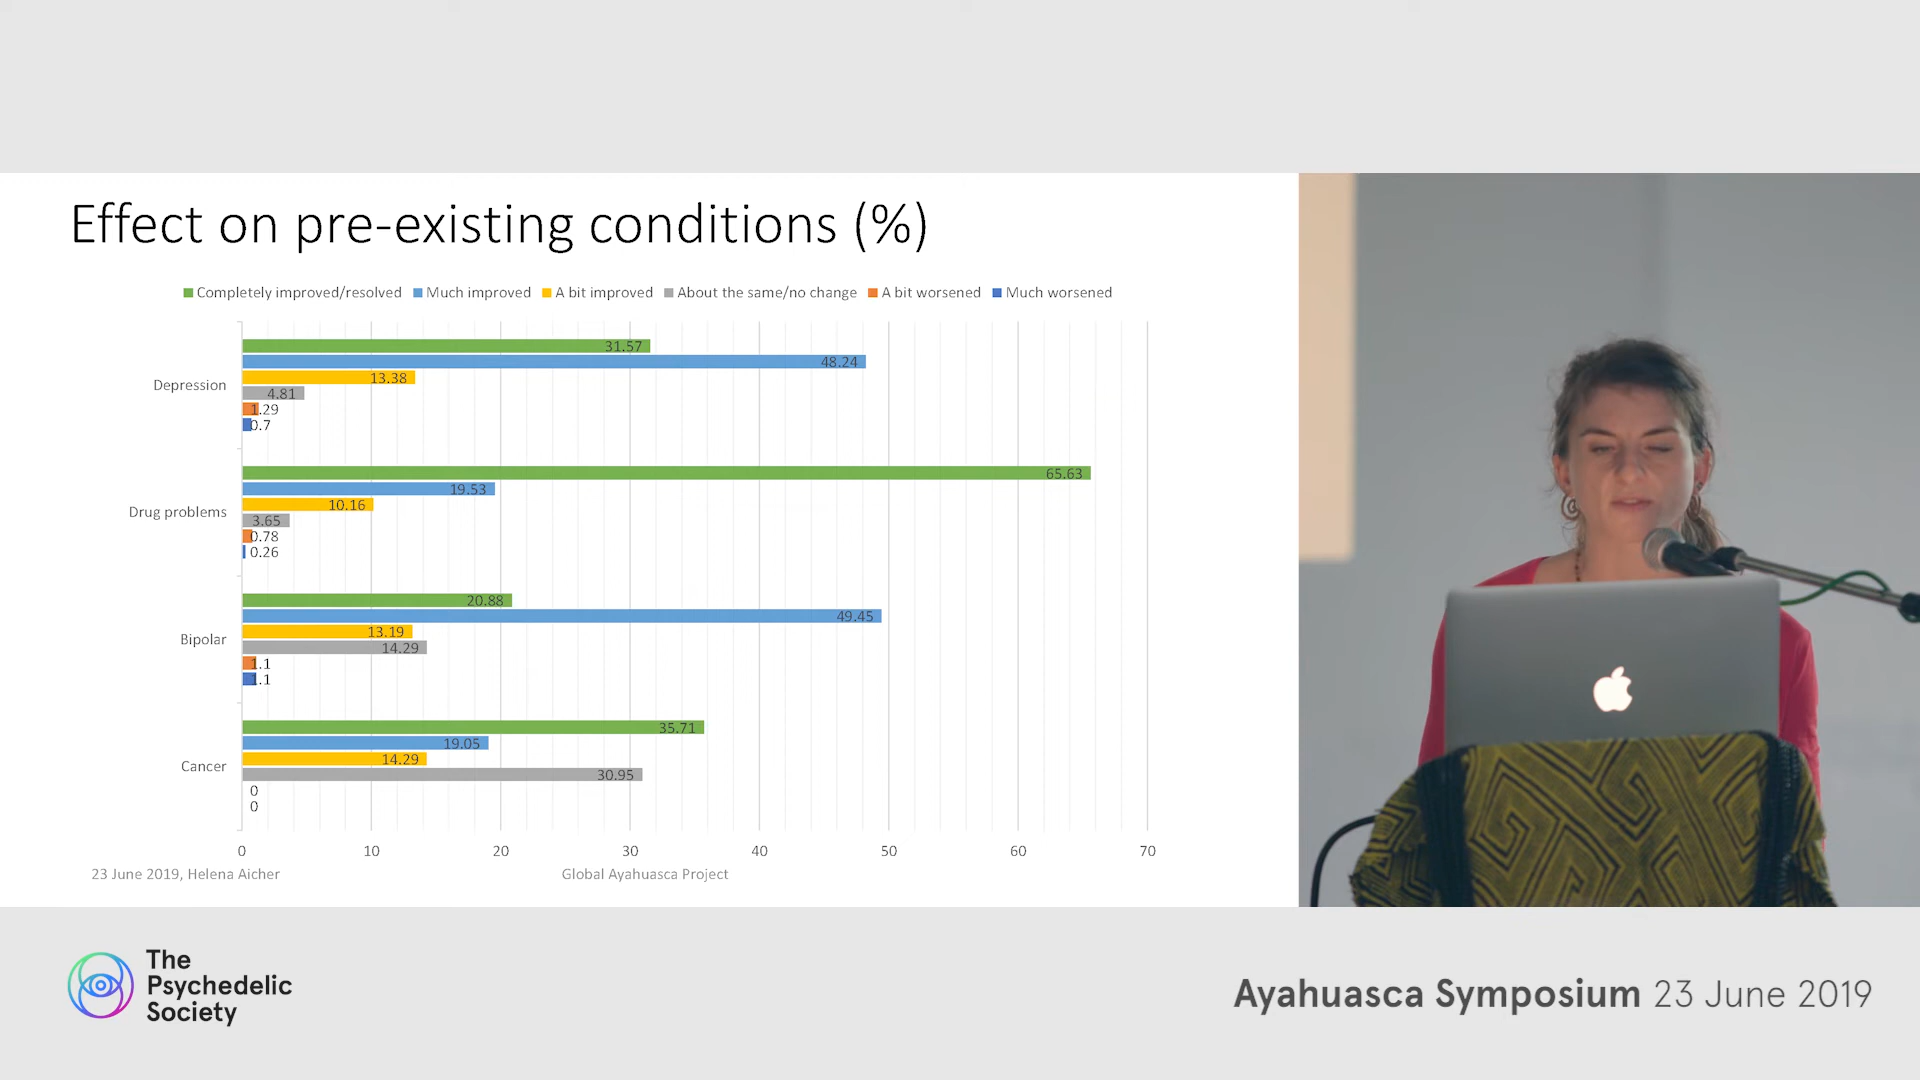 Effect on pre-existing conditions (%)
Completely improved/resolved Much improved A bit improved About the same/no change A bit worsened Much worsened
Depression
31.57
48.24
13.38
4.81
1.29
0.7
Drug problems
65.63
19.53
10.16
3.65
0.78
0.26
Bipolar
20.88
49.45
13.19
14.29
1.1
1.1
Cancer
35.71
19.05
14.29
30.95
0
0
0 10 20 30 40 50 60 70
23 June 2019, Helena Aicher Global Ayahuasca Project
The
Psychedelic
Society
Ayahuasca Symposium 23 June 2019